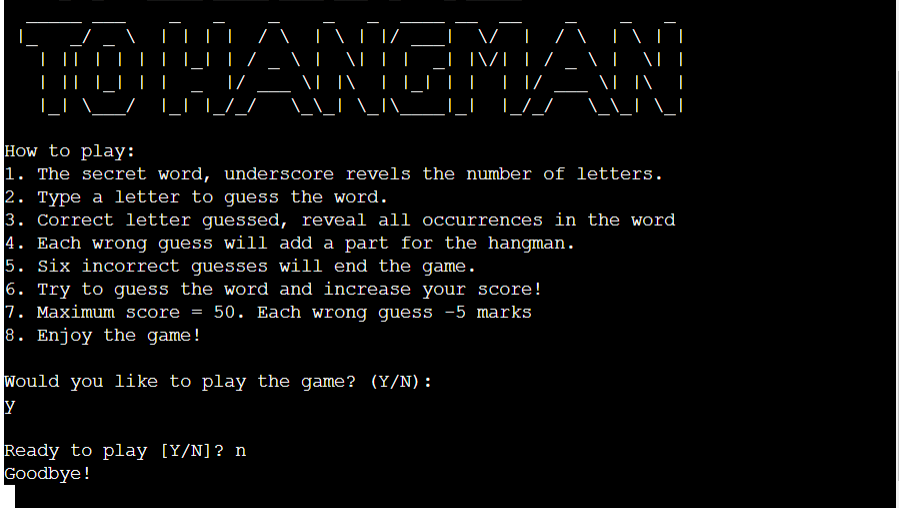 TO HANGMAN
How to play:
1. The secret word, underscore revels the number of letters.
2. Type a letter to guess the word.
3. Correct letter guessed, reveal all occurrences in the word
4. Each wrong guess will add a part for the hangman.
5. Six incorrect guesses will end the game.
6. Try to guess the word and increase your score!
7. Maximum score = 50. Each wrong guess -5 marks
8. Enjoy the game!
Would you like to play the game? (Y/N):
y
Ready to play [Y/N]? n
Goodbye!